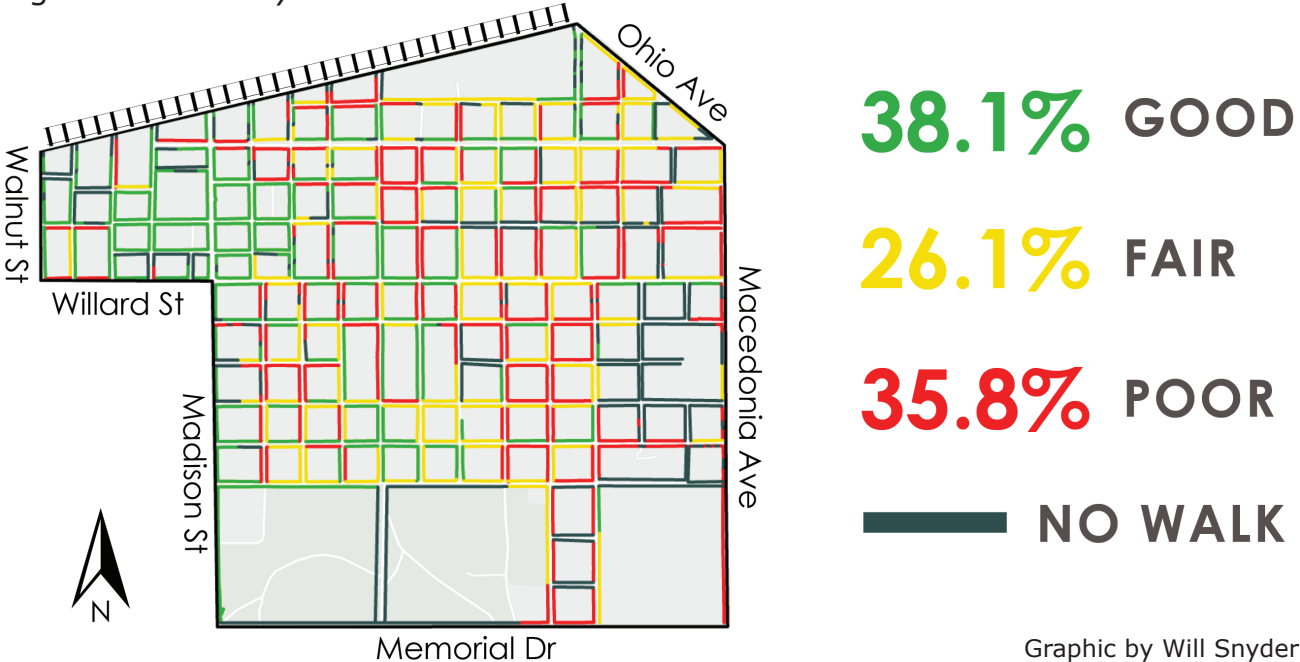 Ohio Ave
Walnut St
Willard St
Macedonia Ave
Madison St
N
Memorial Dr
38.1% GOOD
26.1% FAIR
35.8% POOR
NO WALK
Graphic by Will Snyder